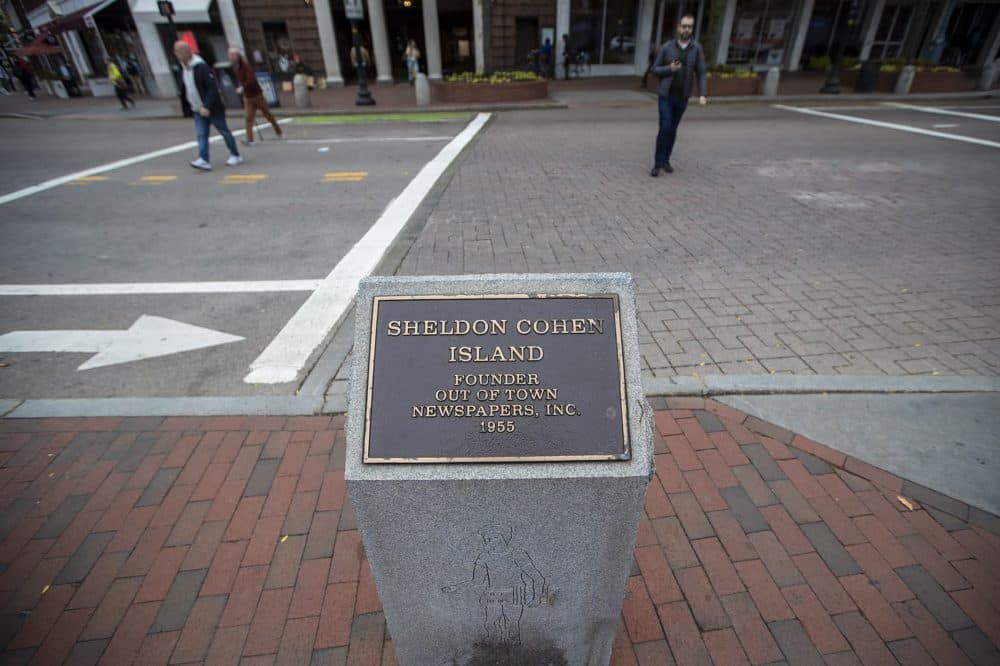 SHELDON COHEN
ISLAND
FOUNDER
OUT OF TOWN
NEWSPAPERS, INC.
1955